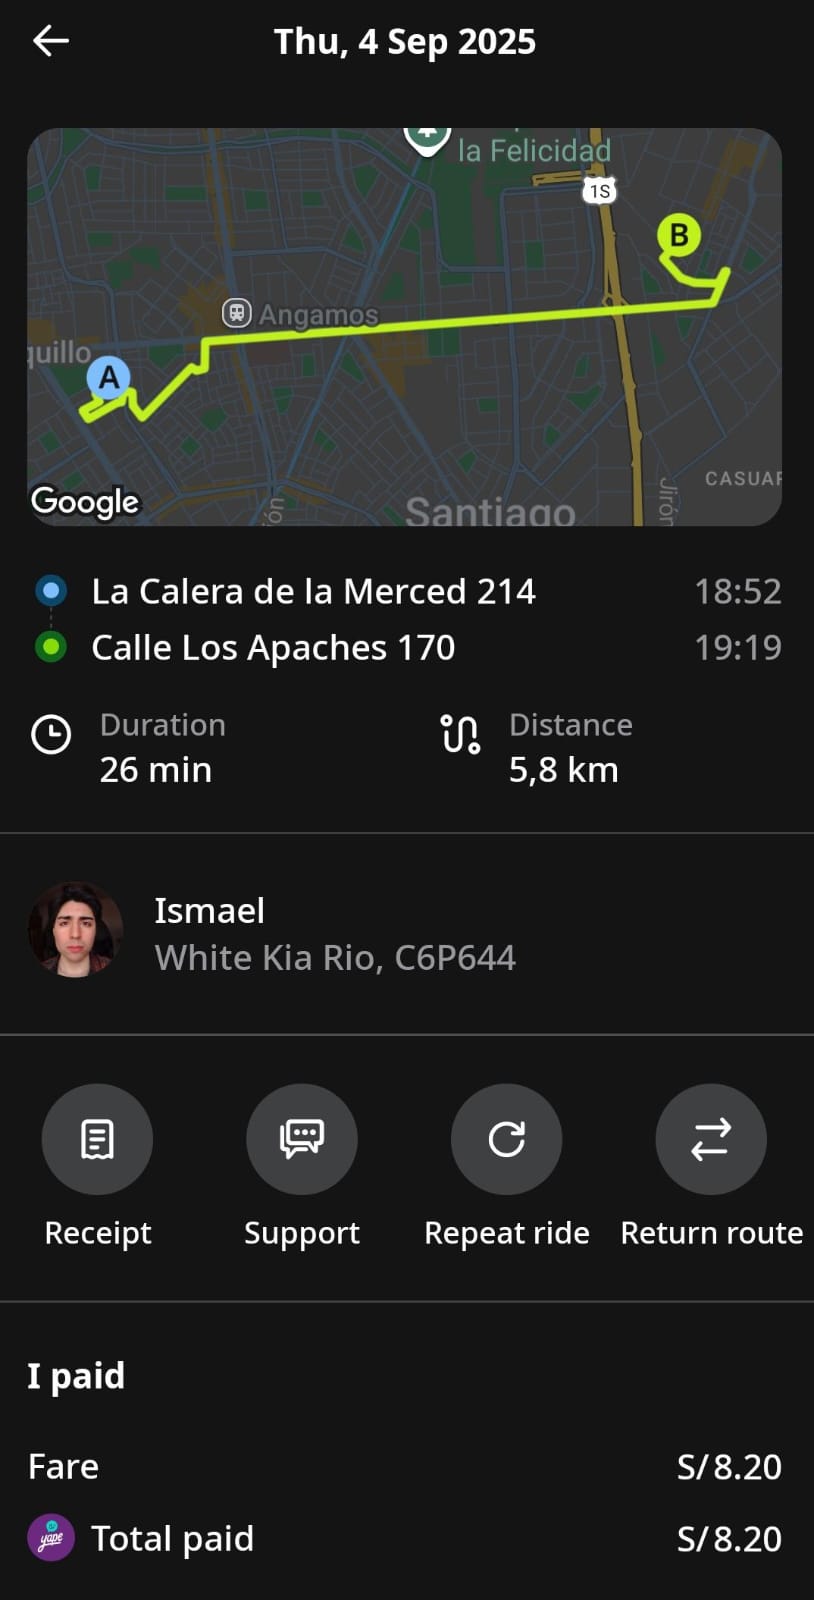 Thu, 4 Sep 2025
la Felicidad
1S
B
Angamos
quillo
A
CASUAR
Jirón
ón
Google
Santiago
La Calera de la Merced 214 18:52
Calle Los Apaches 170 19:19
Duration Distance
26 min 5,8 km
Ismael
White Kia Rio, C6P644
Receipt Support Repeat ride Return route
I paid
Fare S/8.20
yape Total paid S/8.20